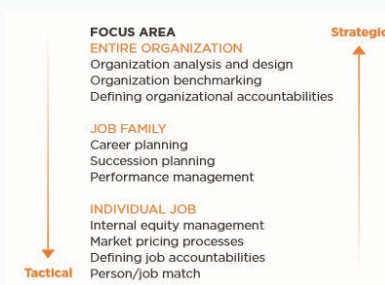 FOCUS AREA
Strategic
ENTIRE ORGANIZATION
Organization analysis and design
Organization benchmarking
Defining organizational accountabilities
JOB FAMILY
Career planning
Succession planning
Performance management
INDIVIDUAL JOB
Internal equity management
Market pricing processes
Defining job accountabilities
Tactical
Person/job match